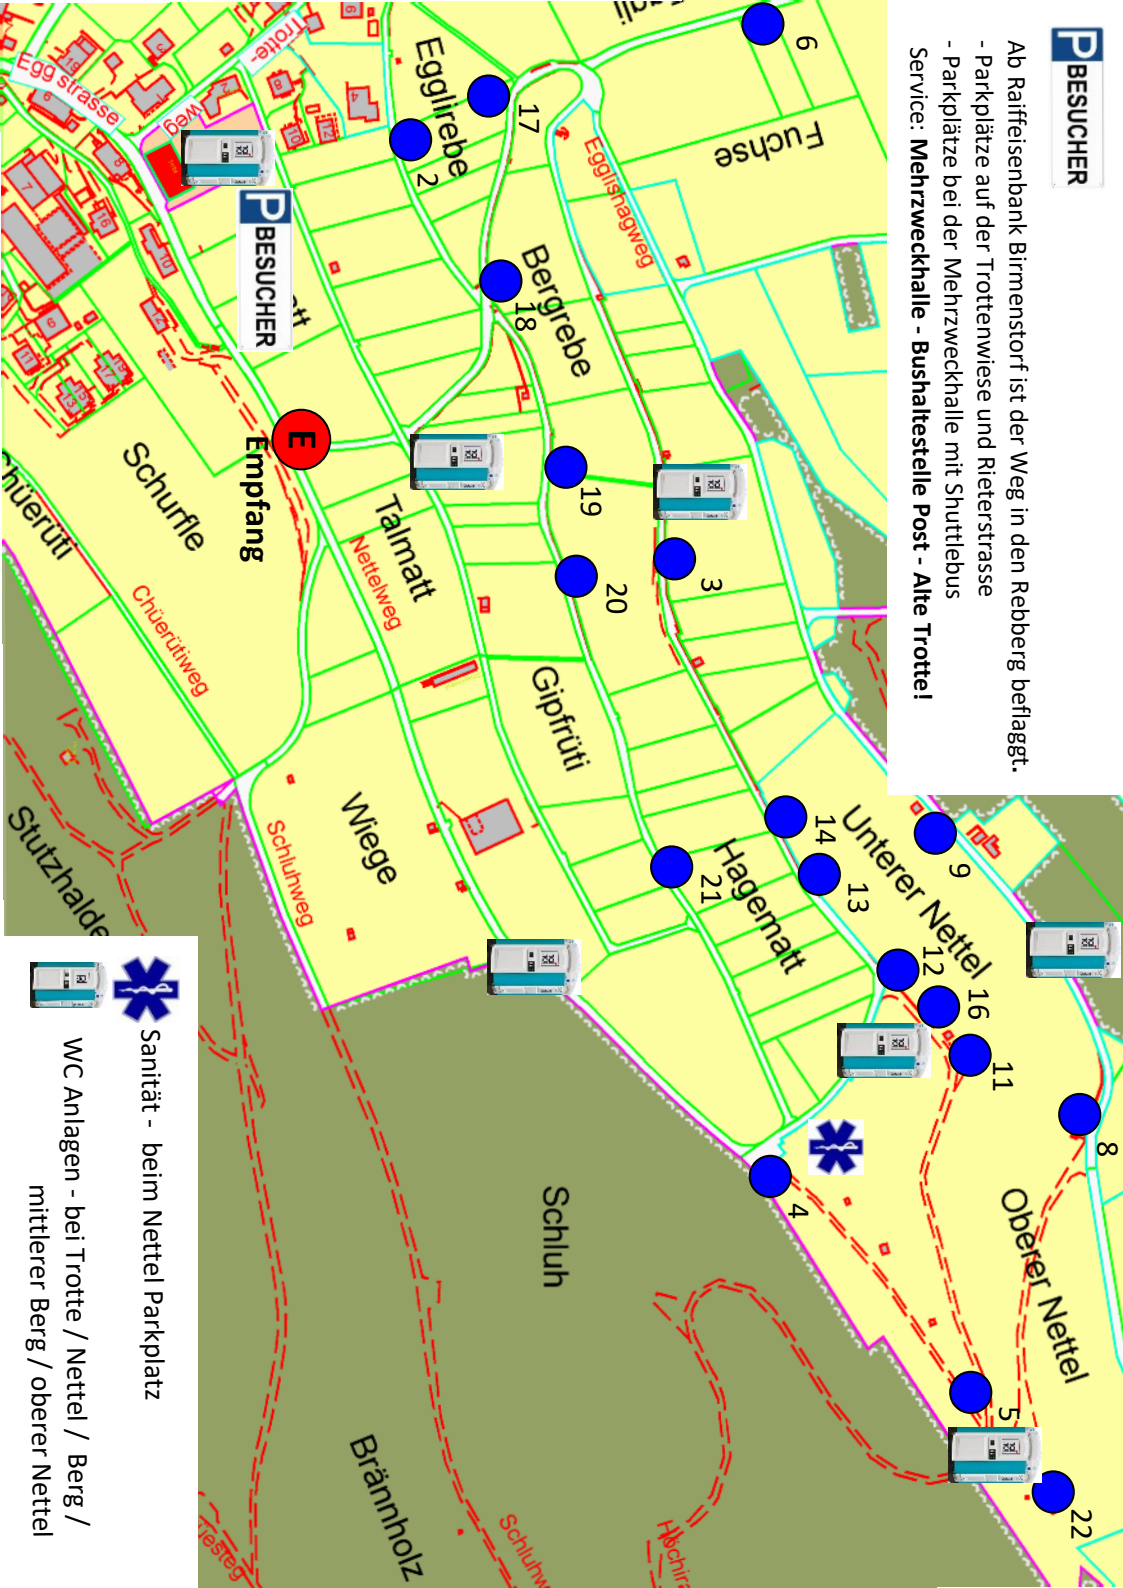 P BESUCHER
Ab Raiffeisenbank Birmenstorf ist der Weg in den Rebberg beflaggt.
- Parkplätze auf der Trottenwiese und Rieterstrasse
- Parkplätze bei der Mehrzweckhalle mit Shuttlebus
Service: Mehrzweckhalle - Bushaltestelle Post - Alte Trotte!
6
Fuchse
17
Egglirebe
2
Egglishagweg
Bergrebe
18
19
20
3
Trotte-
weg
Egg strasse
P BESUCHER
E
Empfang
Talmatt
Nettelweg
Schürfle
Chüerüti
Chüerütiweg
Gipfrüti
Wiege
Schluhweg
Stutzhalde
Hagematt
21
14
13
Unterer Nettel
9
12
16
11
8
4
Oberer Nettel
5
22
Schluh
Brännholz
Sanität - beim Nettel Parkplatz
WC Anlagen - bei Trotte / Nettel / Berg /
mittlerer Berg / oberer Nettel